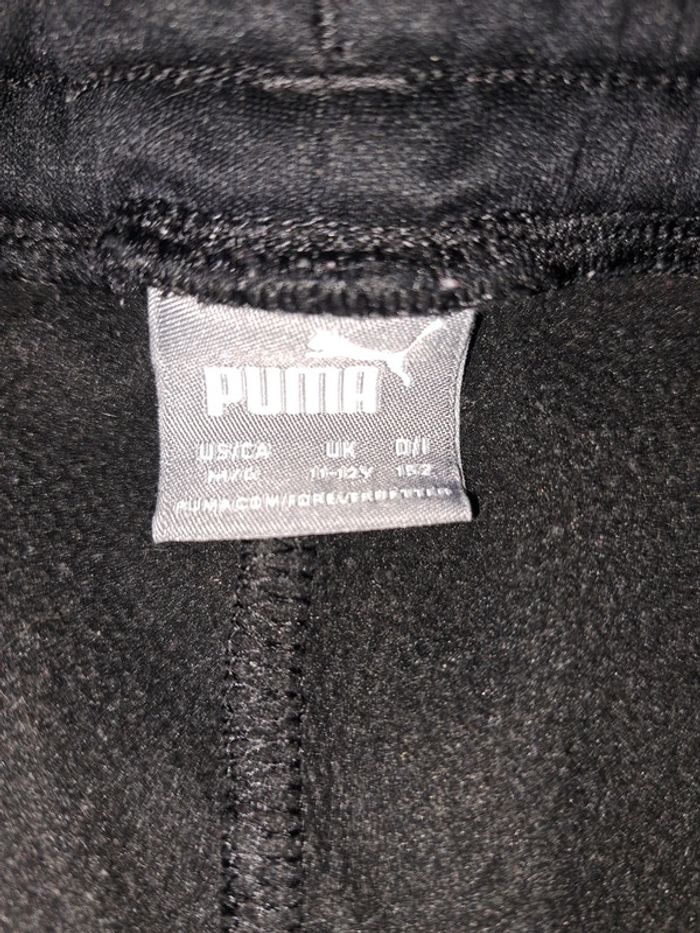 PUMA
US/CA UK D/I
11-12Y 152
PUMA.COM/FOREVERBETTER